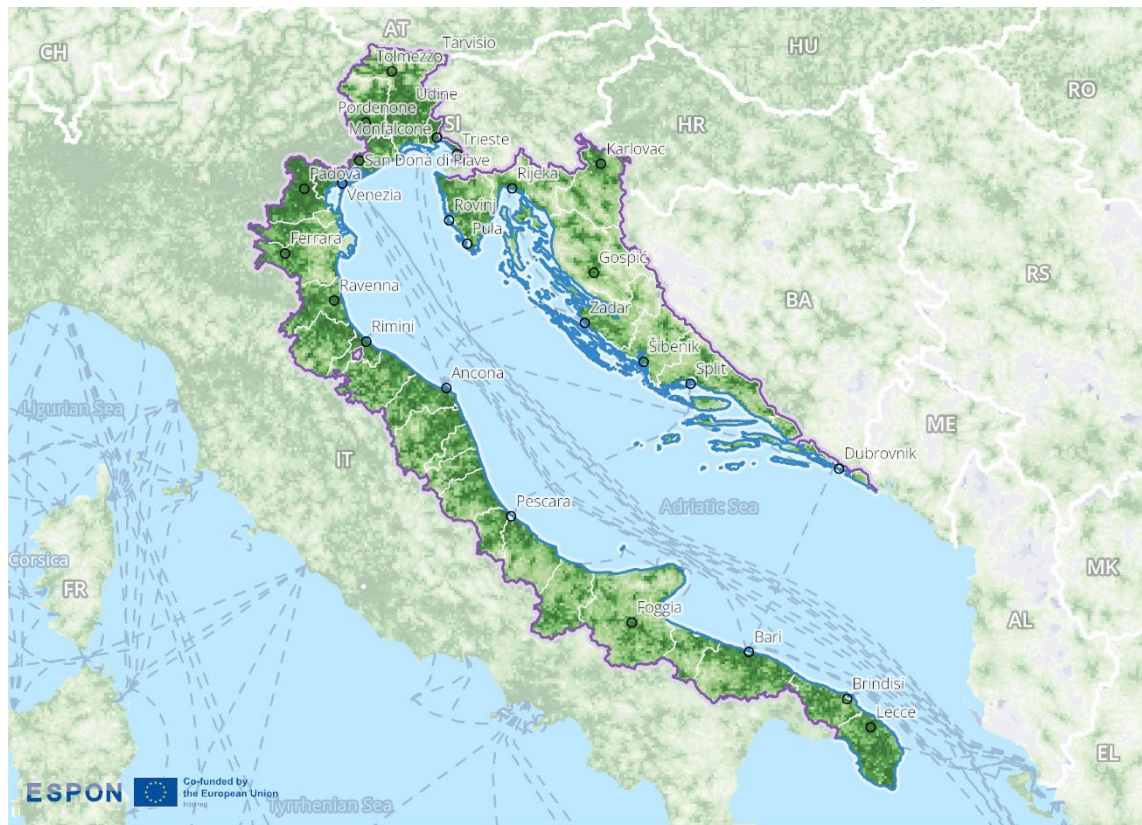 AT
CH
HU
Tarvisio
Tolmezzo
RO
Udine
Pordenone
SI
HR
Monfalcone
Trieste
Karlovac
San Donà di Piave
Padova
Rijeka
Venezia
Rovinj
Pula
Ferrara
Gospić
RS
BA
Ravenna
Zadar
Rimini
Šibenik
Split
Ancona
Ligurian Sea
ME
IT
Dubrovnik
Pescara
Adriatic Sea
Corsica
MK
FR
Foggia
AL
Bari
Brindisi
Lecce
EL
ESPON
Co-funded by
the European Union
Interreg
Tyrrhenian Sea